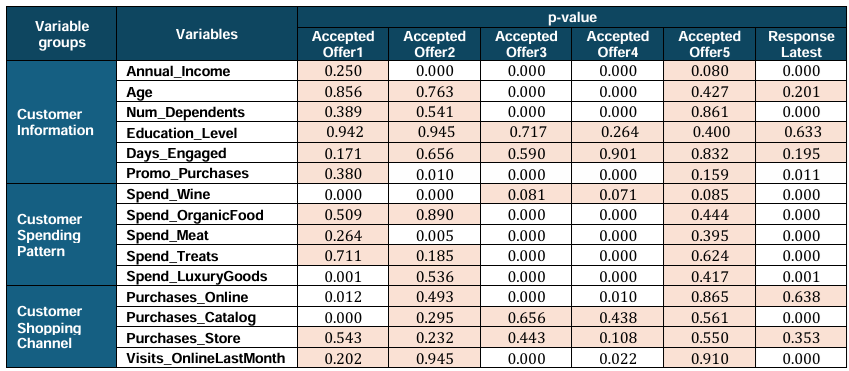 Variable groups Variables p-value
Accepted Offer1 Accepted Offer2 Accepted Offer3 Accepted Offer4 Accepted Offer5 Response Latest
Customer Information
Annual_Income 0.250 0.000 0.000 0.000 0.080 0.000
Age 0.856 0.763 0.000 0.000 0.427 0.201
Num_Dependents 0.389 0.541 0.000 0.000 0.861 0.000
Education_Level 0.942 0.945 0.717 0.264 0.400 0.633
Days_Engaged 0.171 0.656 0.590 0.901 0.832 0.195
Promo_Purchases 0.380 0.010 0.000 0.000 0.159 0.011
Customer Spending Pattern
Spend_Wine 0.000 0.000 0.081 0.071 0.085 0.000
Spend_OrganicFood 0.509 0.890 0.000 0.000 0.444 0.000
Spend_Meat 0.264 0.005 0.000 0.000 0.395 0.000
Spend_Treats 0.711 0.185 0.000 0.000 0.624 0.000
Spend_LuxuryGoods 0.001 0.536 0.000 0.000 0.417 0.001
Customer Shopping Channel
Purchases_Online 0.012 0.493 0.000 0.010 0.865 0.638
Purchases_Catalog 0.000 0.295 0.656 0.438 0.561 0.000
Purchases_Store 0.543 0.232 0.443 0.108 0.550 0.353
Visits_OnlineLastMonth 0.202 0.945 0.000 0.022 0.910 0.000